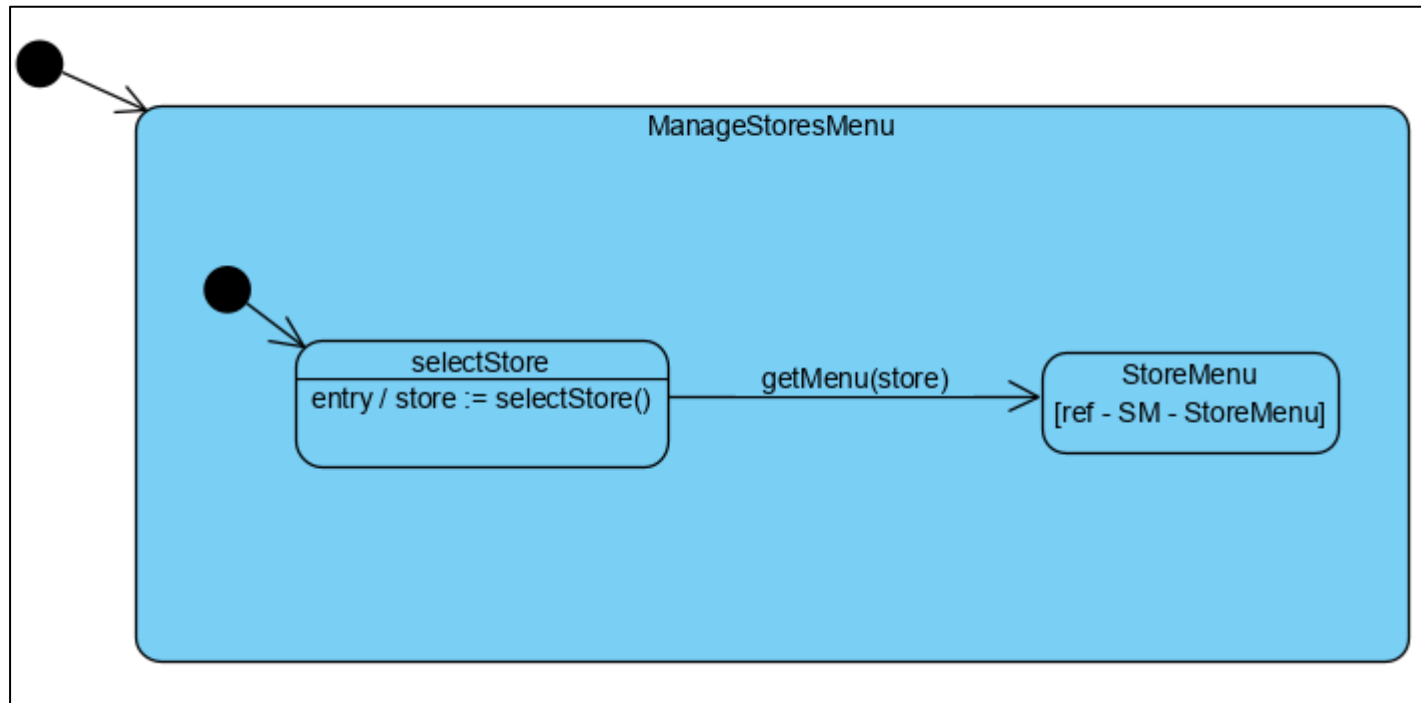 ManageStoresMenu
selectStore
entry / store := selectStore()
getMenu(store)
StoreMenu
[ref - SM - StoreMenu]